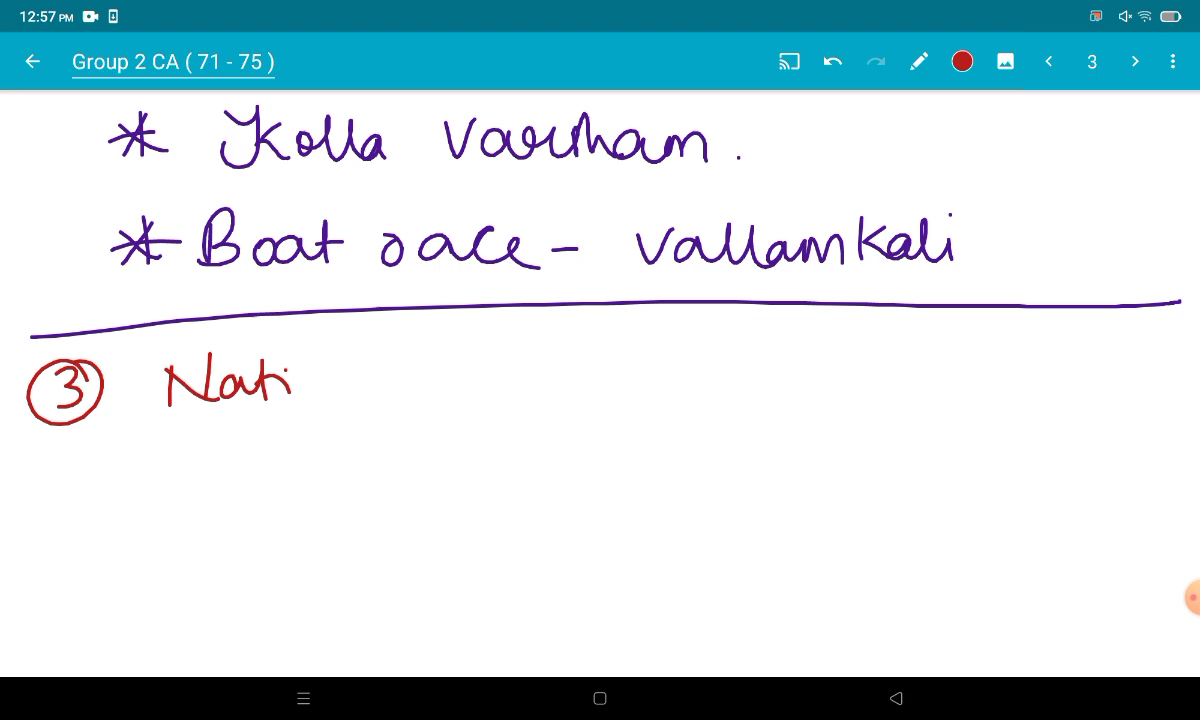 12:57 PM
Group 2 CA ( 71 - 75 )
3
* Kolla Varsham.
* Boat race - Vallamkali
③ Nati